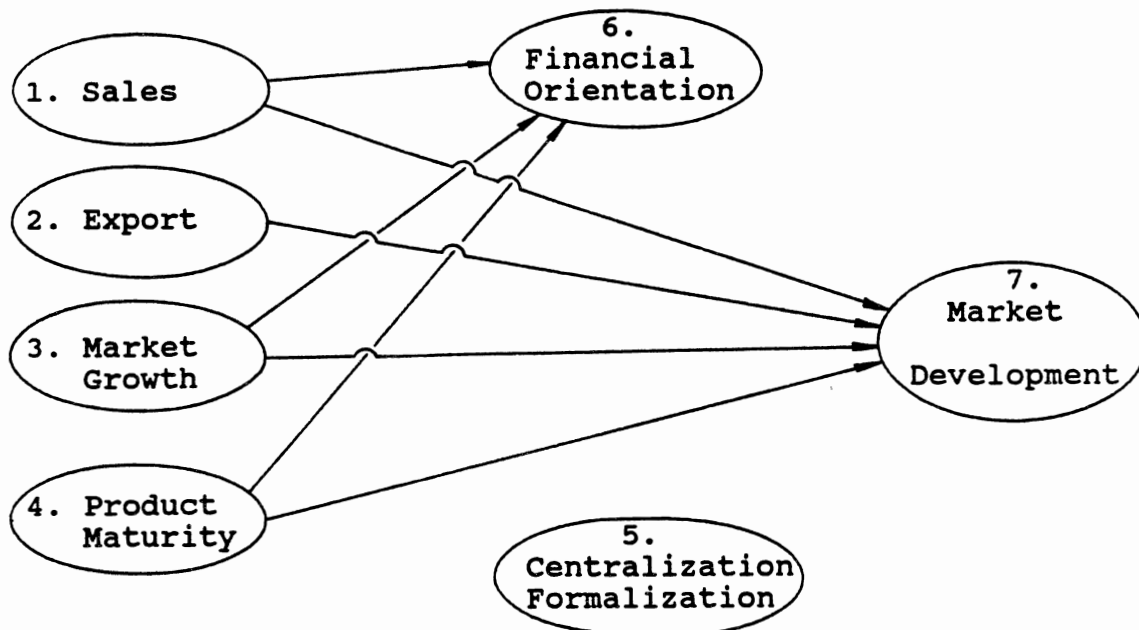 1. Sales
2. Export
3. Market
Growth
4. Product
Maturity
6.
Financial
Orientation
7.
Market
Development
5.
Centralization
Formalization